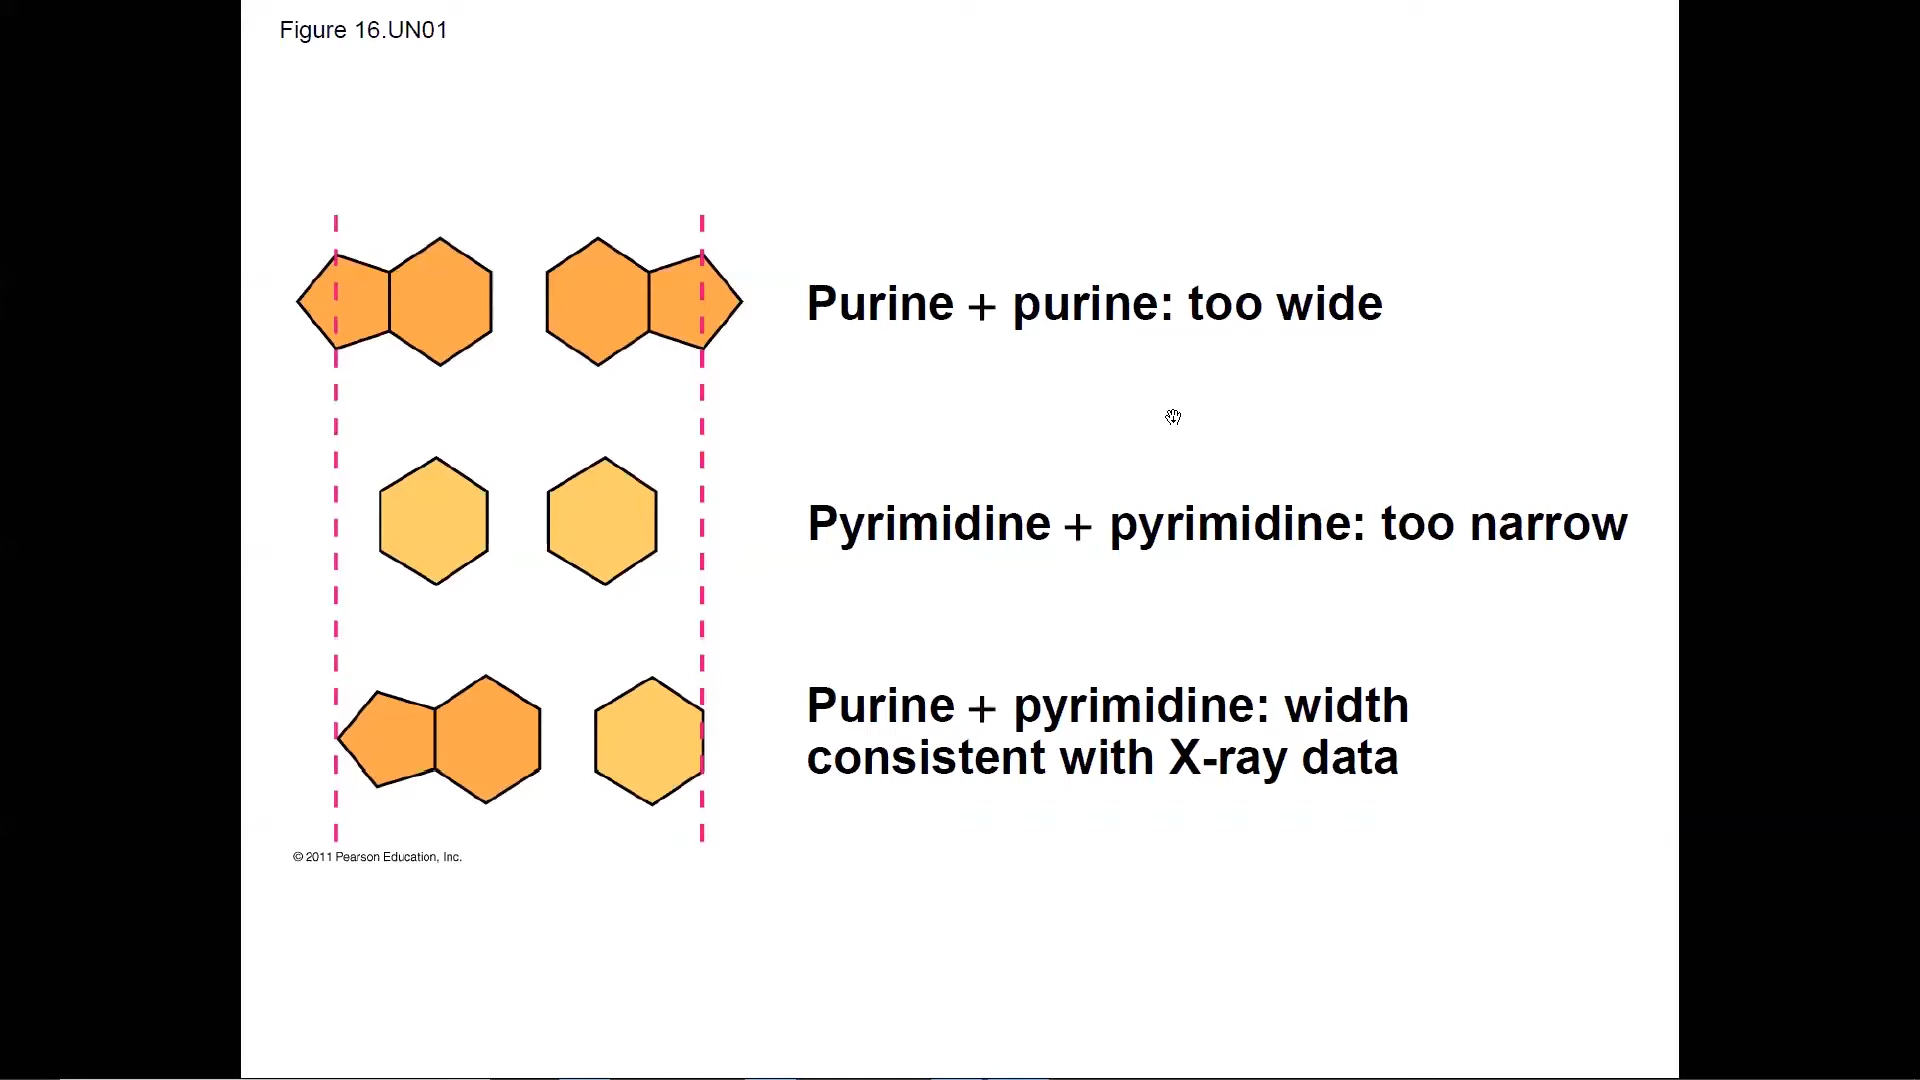 Figure 16.UN01
Purine + purine: too wide
Pyrimidine + pyrimidine: too narrow
Purine + pyrimidine: width
consistent with X-ray data
© 2011 Pearson Education, Inc.